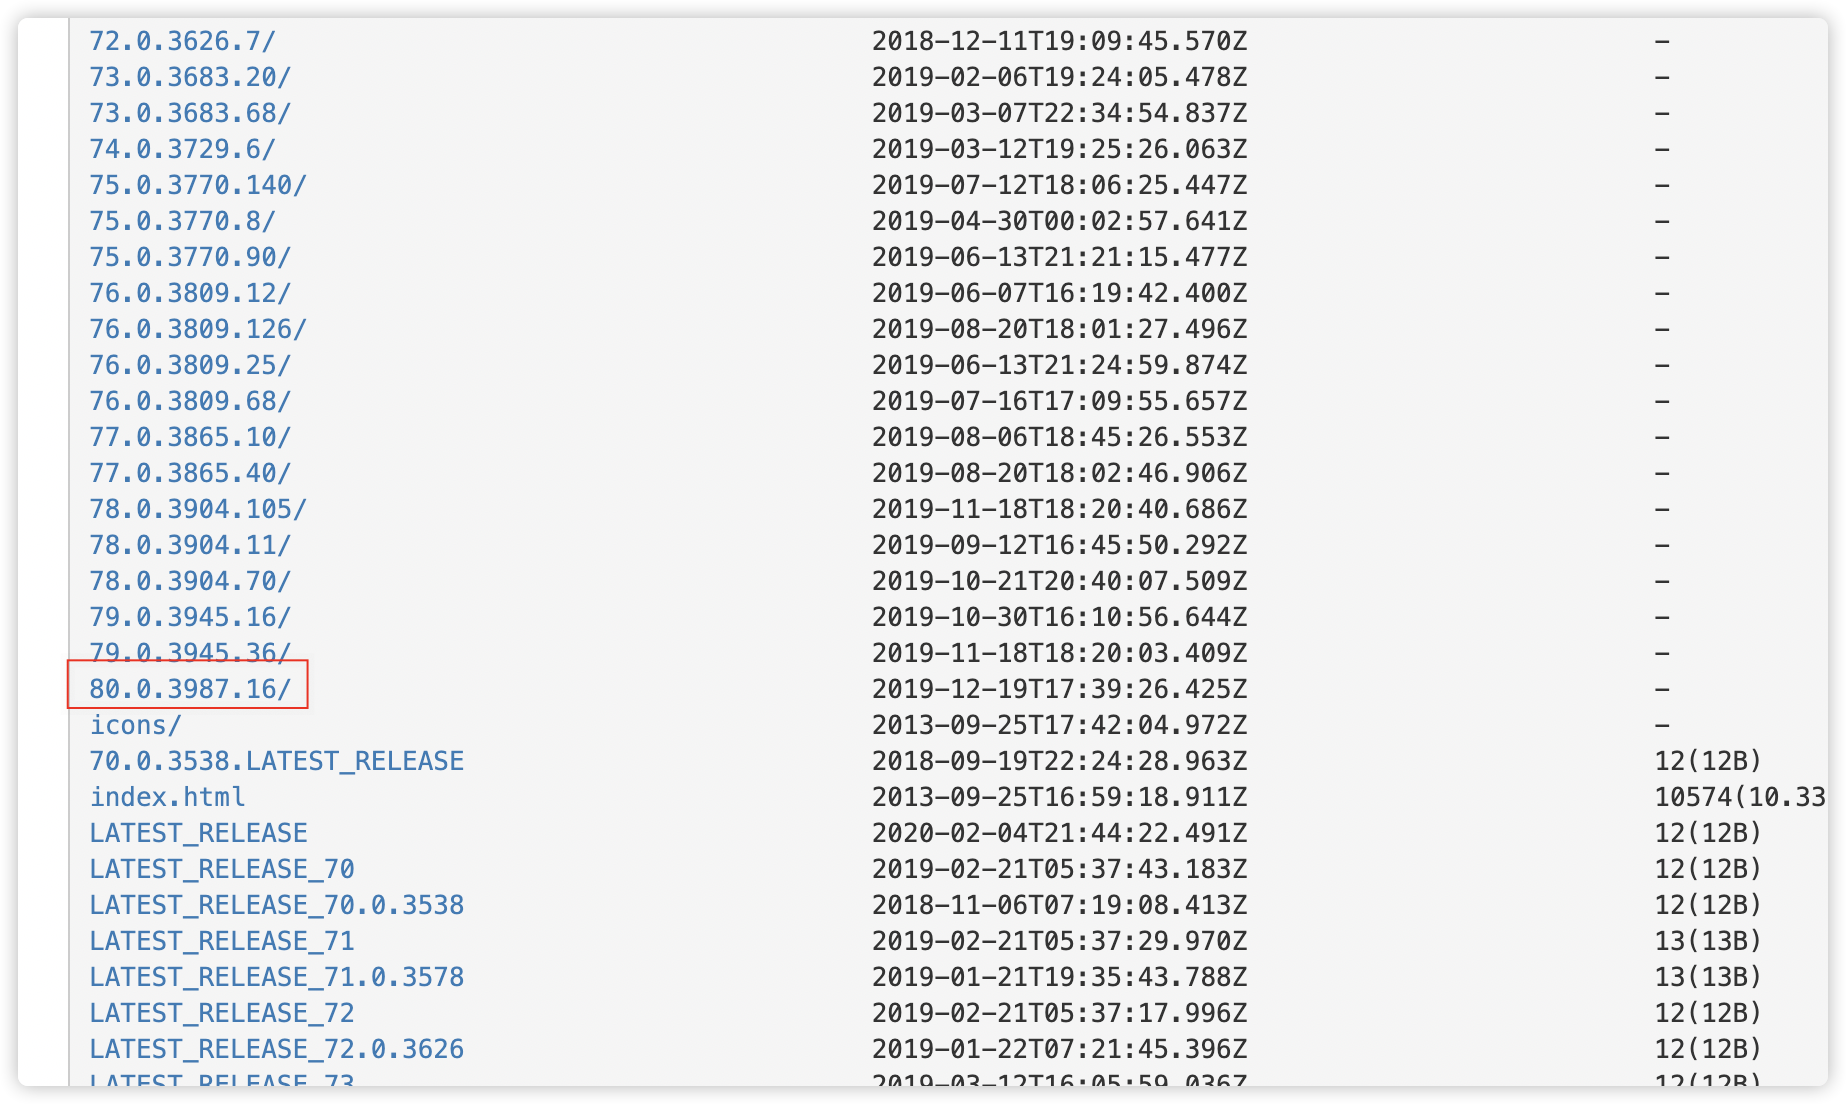 72.0.3626.7/ 2018-12-11T19:09:45.570Z -
73.0.3683.20/ 2019-02-06T19:24:05.478Z -
73.0.3683.68/ 2019-03-07T22:34:54.837Z -
74.0.3729.6/ 2019-03-12T19:25:26.063Z -
75.0.3770.140/ 2019-07-12T18:06:25.447Z -
75.0.3770.8/ 2019-04-30T00:02:57.641Z -
75.0.3770.90/ 2019-06-13T21:21:15.477Z -
76.0.3809.12/ 2019-06-07T16:19:42.400Z -
76.0.3809.126/ 2019-08-20T18:01:27.496Z -
76.0.3809.25/ 2019-06-13T21:24:59.874Z -
76.0.3809.68/ 2019-07-16T17:09:55.657Z -
77.0.3865.10/ 2019-08-06T18:45:26.553Z -
77.0.3865.40/ 2019-08-20T18:02:46.906Z -
78.0.3904.105/ 2019-11-18T18:20:40.686Z -
78.0.3904.11/ 2019-09-12T16:45:50.292Z -
78.0.3904.70/ 2019-10-21T20:40:07.509Z -
79.0.3945.16/ 2019-10-30T16:10:56.644Z -
79.0.3945.36/ 2019-11-18T18:20:03.409Z -
80.0.3987.16/ 2019-12-19T17:39:26.425Z -
icons/ 2013-09-25T17:42:04.972Z -
70.0.3538.LATEST_RELEASE 2018-09-19T22:24:28.963Z 12(12B)
index.html 2013-09-25T16:59:18.911Z 10574(10.33
LATEST_RELEASE 2020-02-04T21:44:22.491Z 12(12B)
LATEST_RELEASE_70 2019-02-21T05:37:43.183Z 12(12B)
LATEST_RELEASE_70.0.3538 2018-11-06T07:19:08.413Z 12(12B)
LATEST_RELEASE_71 2019-02-21T05:37:29.970Z 13(13B)
LATEST_RELEASE_71.0.3578 2019-01-21T19:35:43.788Z 13(13B)
LATEST_RELEASE_72 2019-02-21T05:37:17.996Z 12(12B)
LATEST_RELEASE_72.0.3626 2019-01-22T07:21:45.396Z 12(12B)
LATEST_RELEASE_73 2019-03-12T16:05:59.036Z 12(12B)